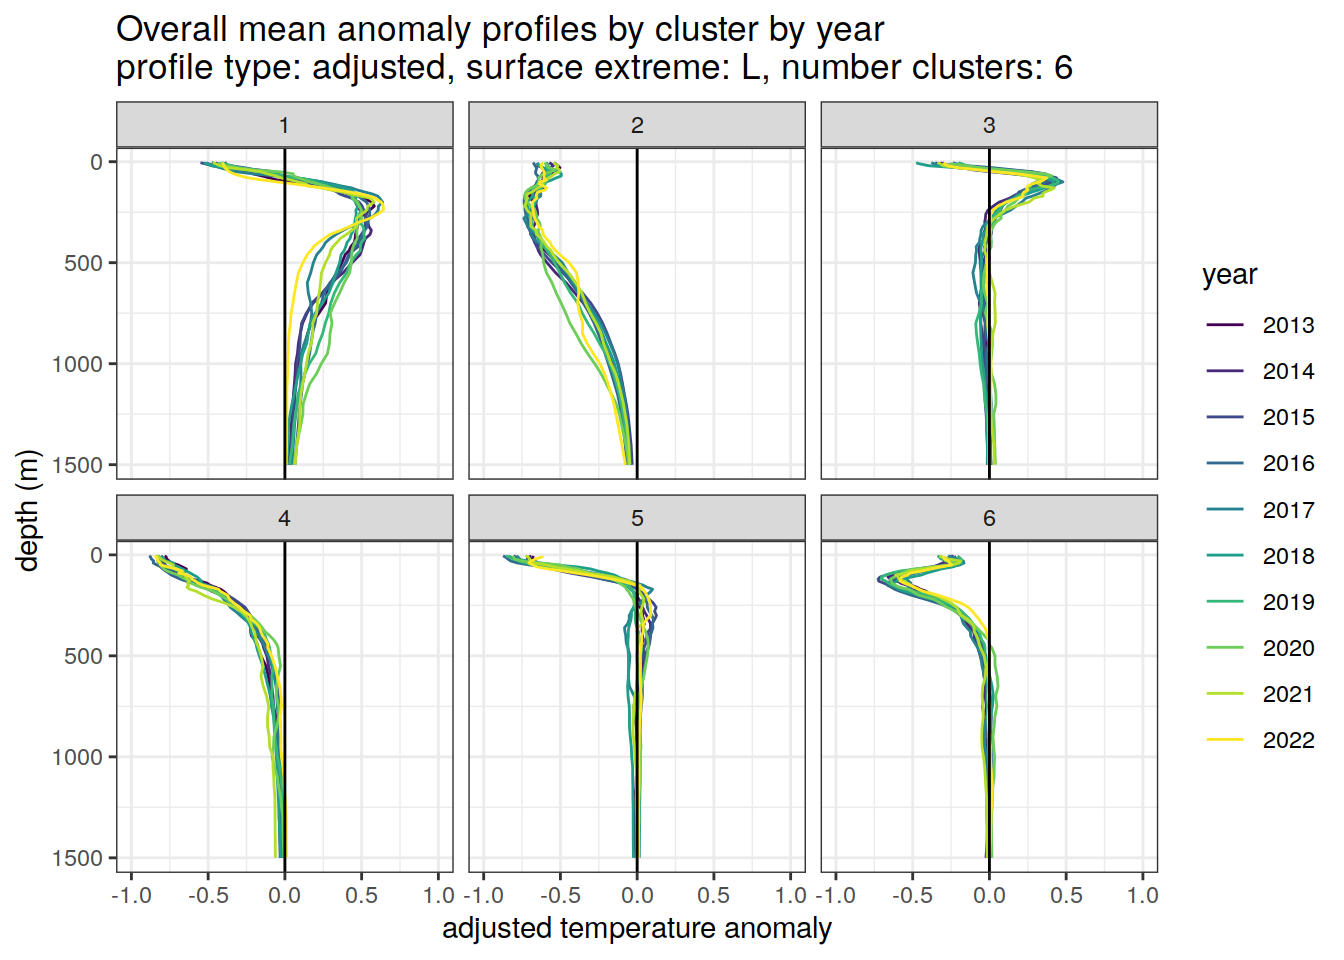 Overall mean anomaly profiles by cluster by year
profile type: adjusted, surface extreme: L, number clusters: 6
1 2 3
0
500
1000
1500
4 5 6
0
500
1000
1500
-1.0 -0.5 0.0 0.5 1.0 -1.0 -0.5 0.0 0.5 1.0 -1.0 -0.5 0.0 0.5 1.0
adjusted temperature anomaly
depth (m)
year
2013
2014
2015
2016
2017
2018
2019
2020
2021
2022